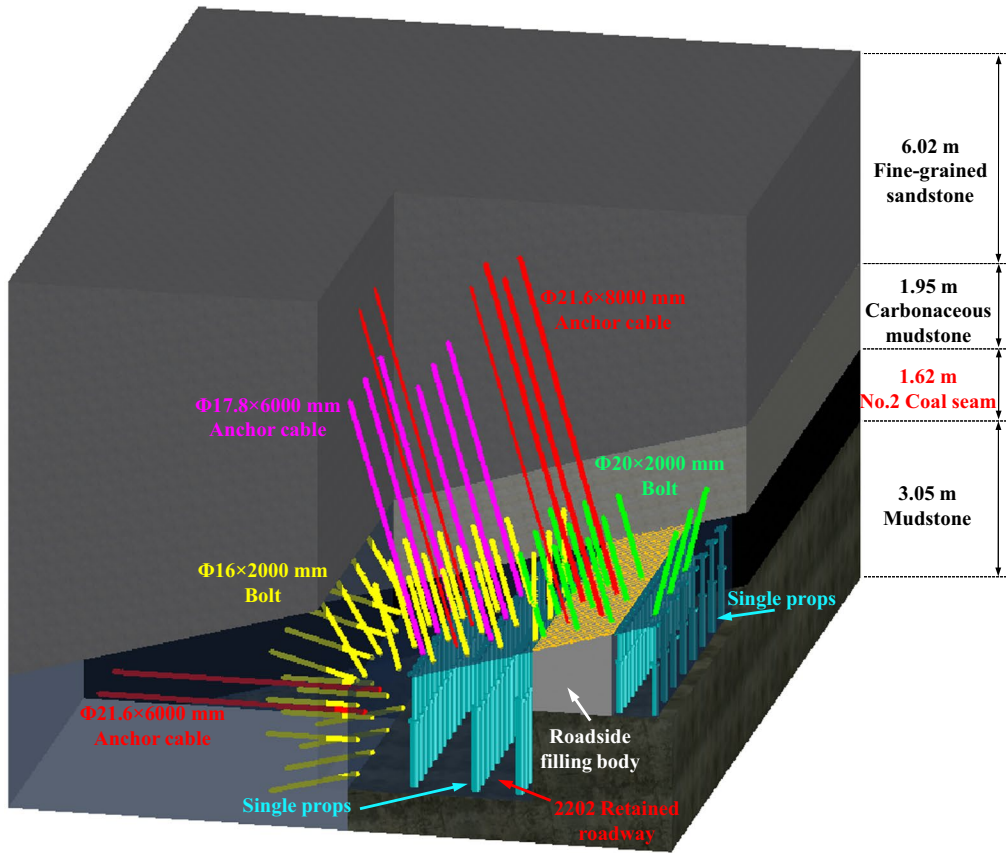 6.02 m
Fine-grained
sandstone
1.95 m
Carbonaceous
mudstone
1.62 m
No.2 Coal seam
3.05 m
Mudstone
Φ21.6×8000 mm
Anchor cable
Φ17.8×6000 mm
Anchor cable
Φ20×2000 mm
Bolt
Φ16×2000 mm
Bolt
Single props
Φ21.6×6000 mm
Anchor cable
Roadside
filling body
Single props
2202 Retained
roadway